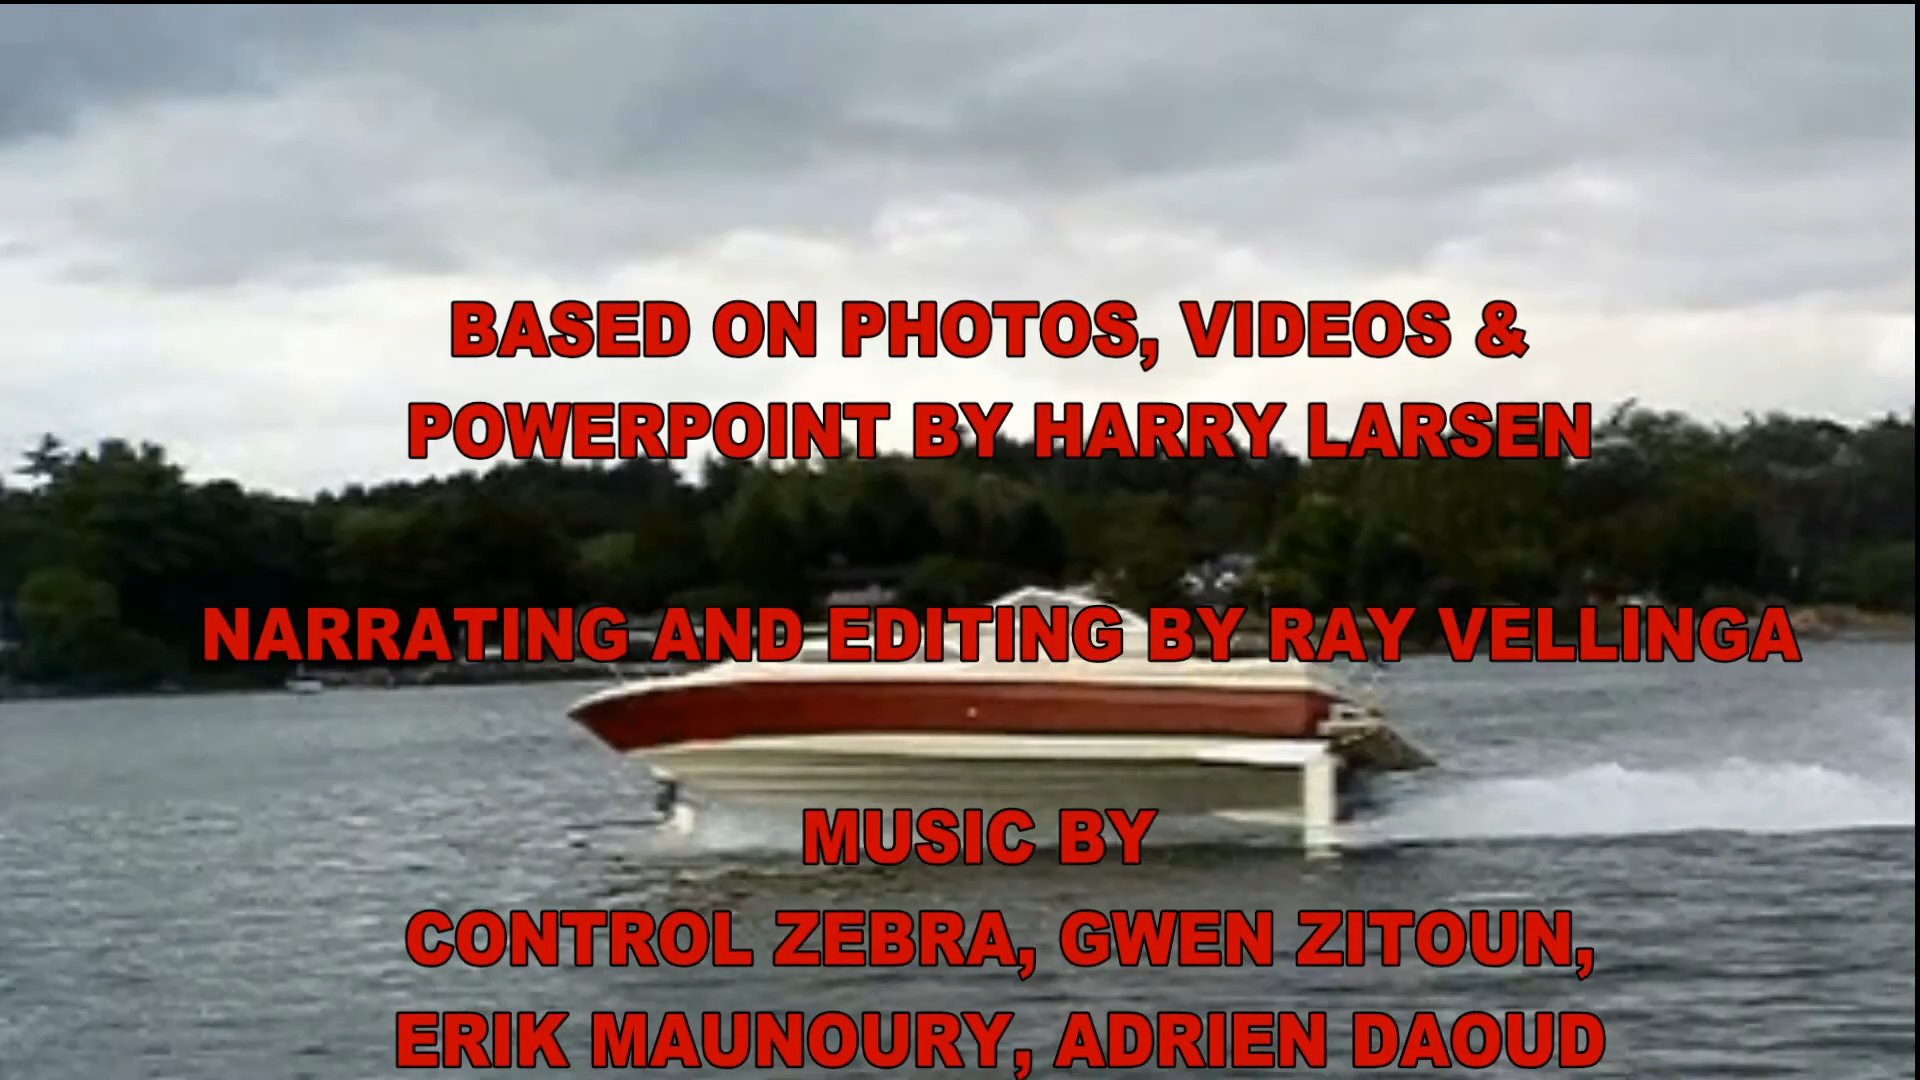 BASED ON PHOTOS, VIDEOS &
POWERPOINT BY HARRY LARSEN
NARRATING AND EDITING BY RAY VELLINGA
MUSIC BY
CONTROL ZEBRA, GWEN ZITOUN,
ERIK MAUNOURY, ADRIEN DAOUD